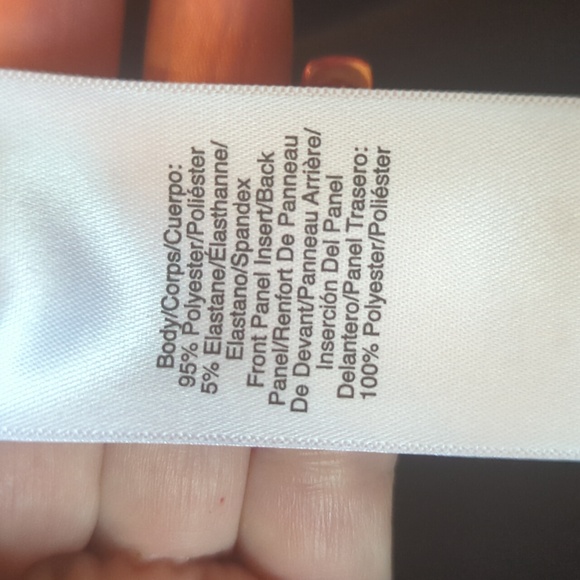 Body/Corps/Cuerpo:
95% Polyester/Poliéster
5% Elastane/Élasthanne/
Elastano/Spandex
Front Panel Insert/Back
Panel/Renfort De Panneau
De Devant/Panneau Arrière/
Inserción Del Panel
Delantero/Panel Trasero:
100% Polyester/Poliéster